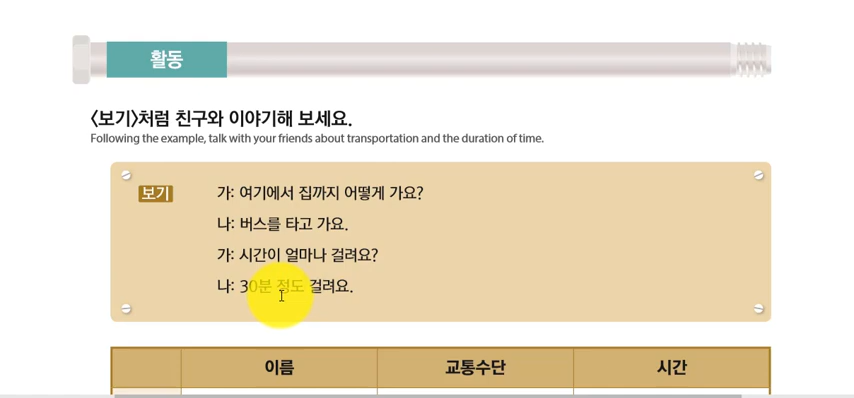 활동
<보기>처럼 친구와 이야기해 보세요.
Following the example, talk with your friends about transportation and the duration of time.
보기
가: 여기에서 집까지 어떻게 가요?
나: 버스를 타고 가요.
가: 시간이 얼마나 걸려요?
나: 30분 정도 걸려요.
이름 교통수단 시간